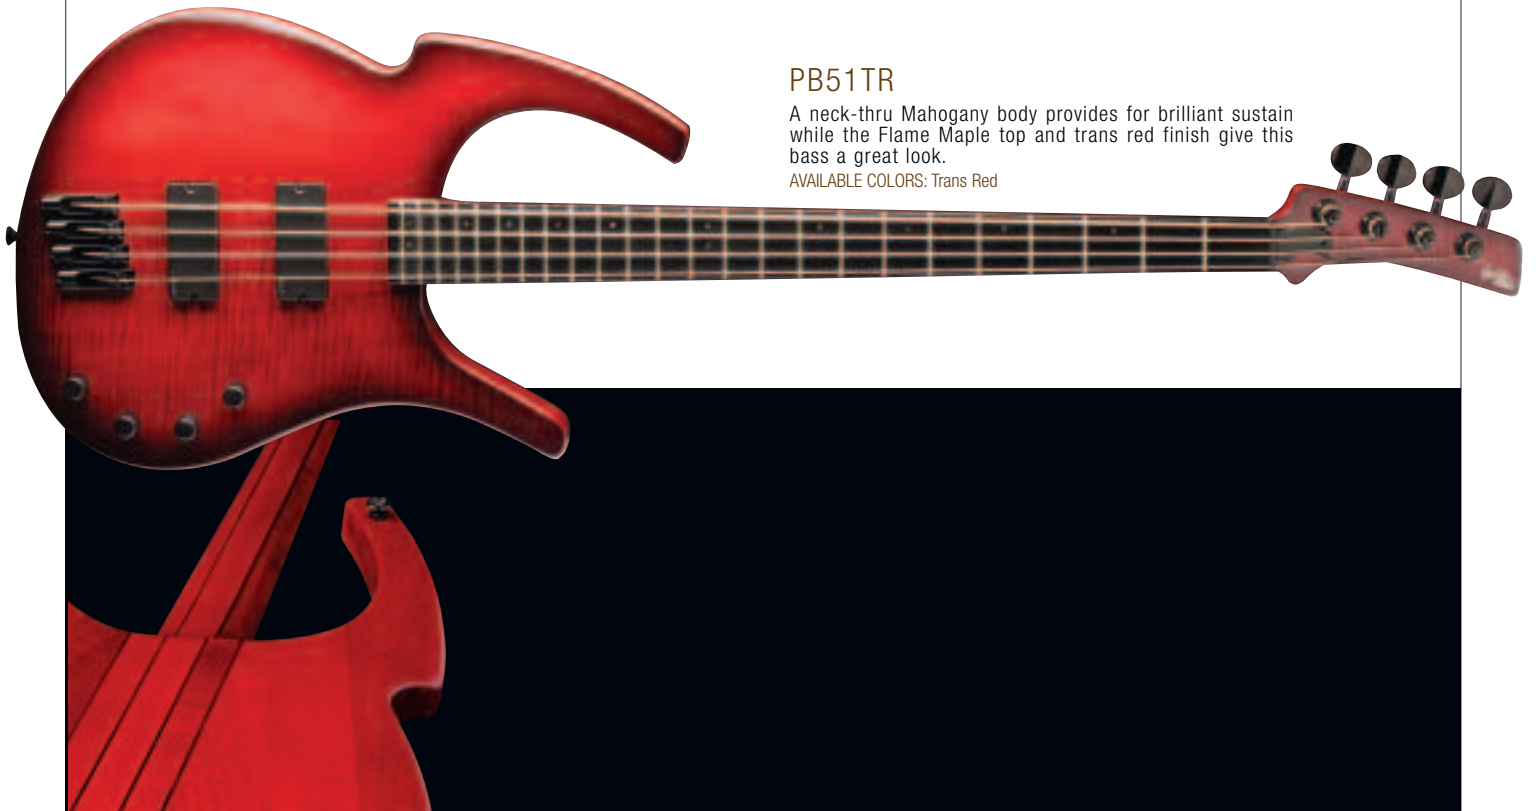 PB51TR
A neck-thru Mahogany body provides for brilliant sustain
while the Flame Maple top and trans red finish give this
bass a great look.
AVAILABLE COLORS: Trans Red